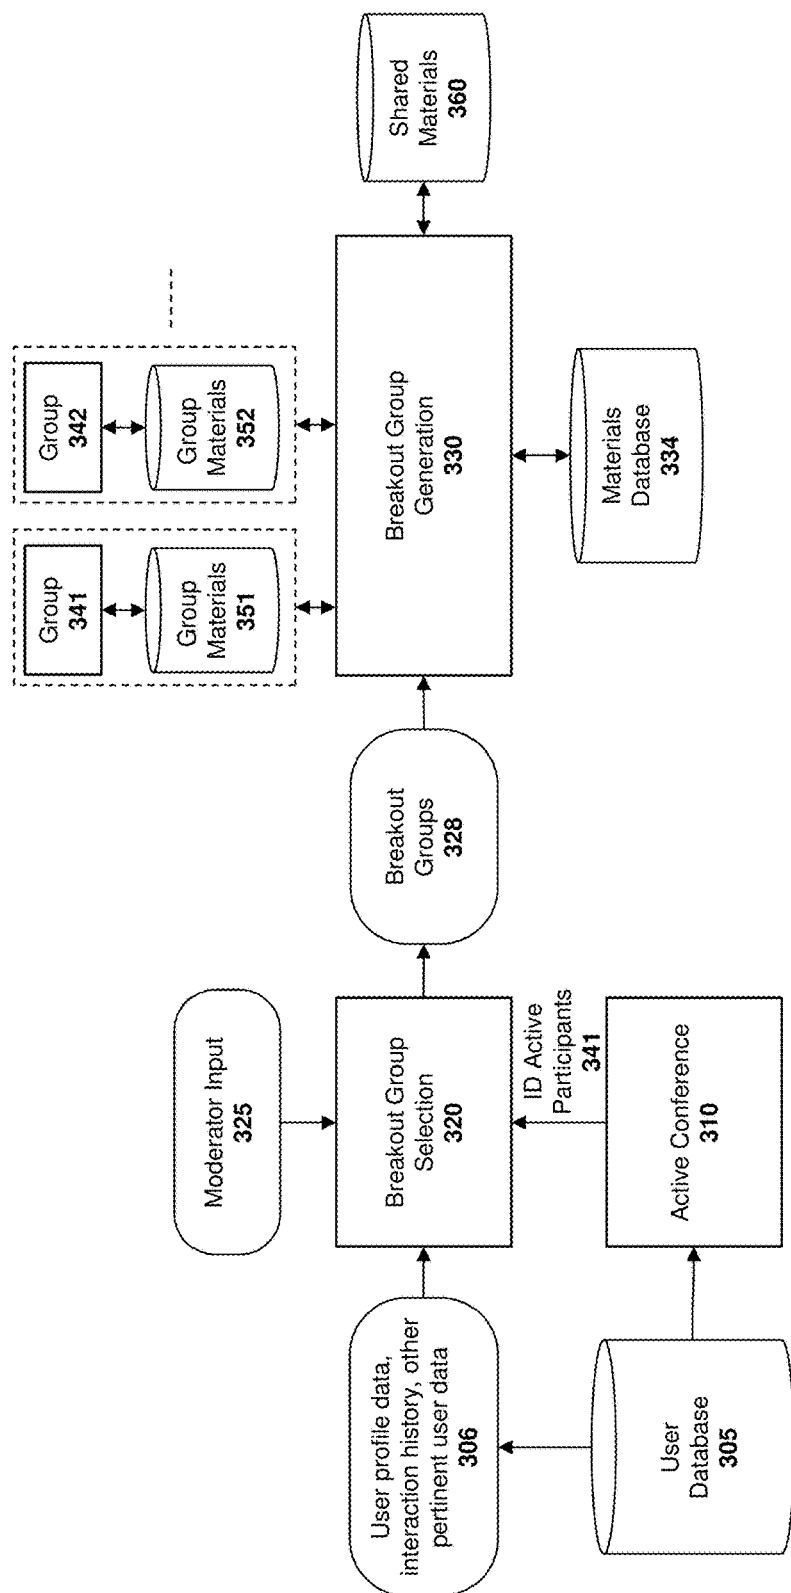 User profile data,
interaction history, other
pertinent user data
306
User
Database
305
Moderator Input
325
Breakout Group
Selection
320
ID Active
Participants
341
Active Conference
310
Breakout
Groups
328
Group
341
Group
Materials
351
Group
342
Group
Materials
352
Breakout Group
Generation
330
Materials
Database
334
Shared
Materials
360